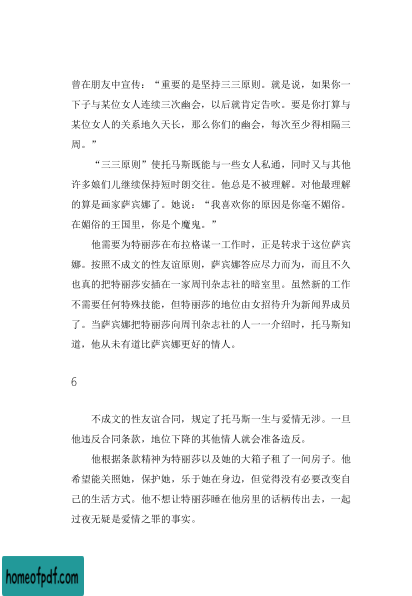 曾在朋友中宣传：“重要的是坚持三三原则。就是说，如果你一
下子与某位女人连续三次幽会，以后就肯定告吹。要是你打算与
某位女人的关系地久天长，那么你们的幽会，每次至少得相隔三
周。”
“三三原则”使托马斯既能与一些女人私通，同时又与其他
许多娘们儿继续保持短时朗交往。他总是不被理解。对他最理解
的算是画家萨宾娜了。她说：“我喜欢你的原因是你毫不媚俗。
在媚俗的王国里，你是个魔鬼。”
他需要为特丽莎在布拉格谋一工作时，正是转求于这位萨宾
娜。按照不成文的性友谊原则，萨宾娜答应尽力而为，而且不久
也真的把特丽莎安插在一家周刊杂志社的暗室里。虽然新的工作
不需要任何特殊技能，但特丽莎的地位由女招待升为新闻界成员
了。当萨宾娜把特丽莎向周刊杂志社的人一一介绍时，托马斯知
道，他从未有道比萨宾娜更好的情人。
6
不成文的性友谊合同，规定了托马斯一生与爱情无涉。一旦
他违反合同条款，地位下降的其他情人就会准备造反。
他根据条款精神为特丽莎以及她的大箱子租了一间房子。他
希望能关照她，保护她，乐于她在身边，但觉得没有必要改变自
己的生活方式。他不想让特丽莎睡在他房里的话柄传出去，一起
过夜无疑是爱情之罪的事实。
homeofpdf.com